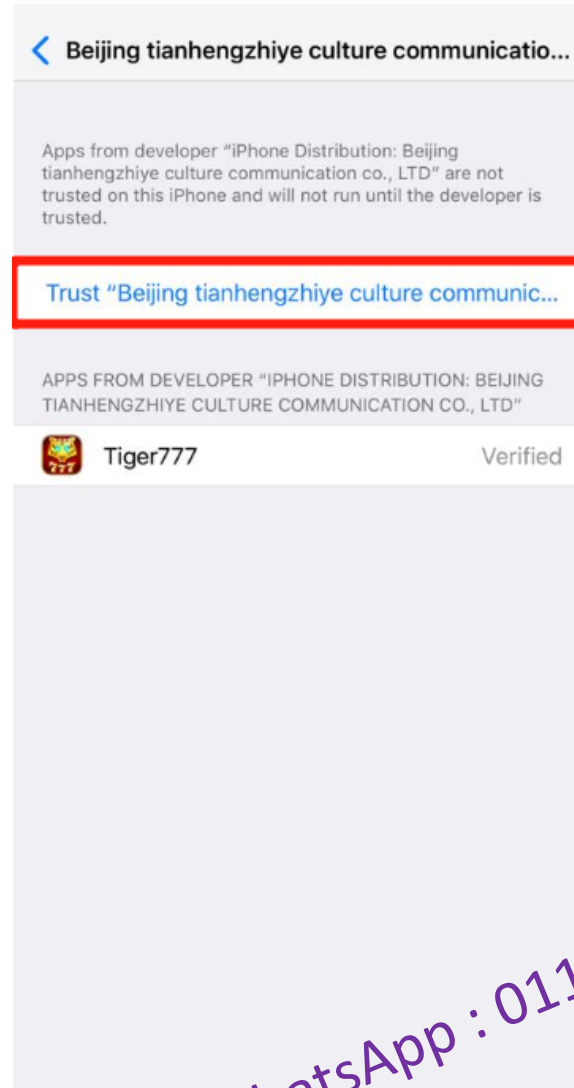 Beijing tianhengzhiye culture communicatio...
Apps from developer "iPhone Distribution: Beijing
tianhengzhiye culture communication co., LTD" are not
trusted on this iPhone and will not run until the developer is
trusted.
Trust "Beijing tianhengzhiye culture communic...
APPS FROM DEVELOPER "IPHONE DISTRIBUTION: BEIJING
TIANHENGZHIYE CULTURE COMMUNICATION CO., LTD"
777
Tiger777
Verified
atsApp : 011